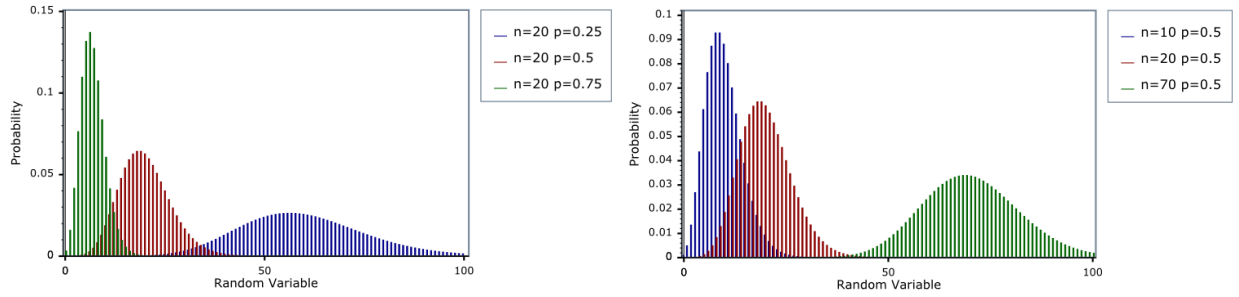 0.15
0.1
0.05
0
Probability
0
50
100
Random Variable
n=20 p=0.25
n=20 p=0.5
n=20 p=0.75
0.1
0.09
0.08
0.07
0.06
0.05
0.04
0.03
0.02
0.01
0
Probability
0
50
100
Random Variable
n=10 p=0.5
n=20 p=0.5
n=70 p=0.5